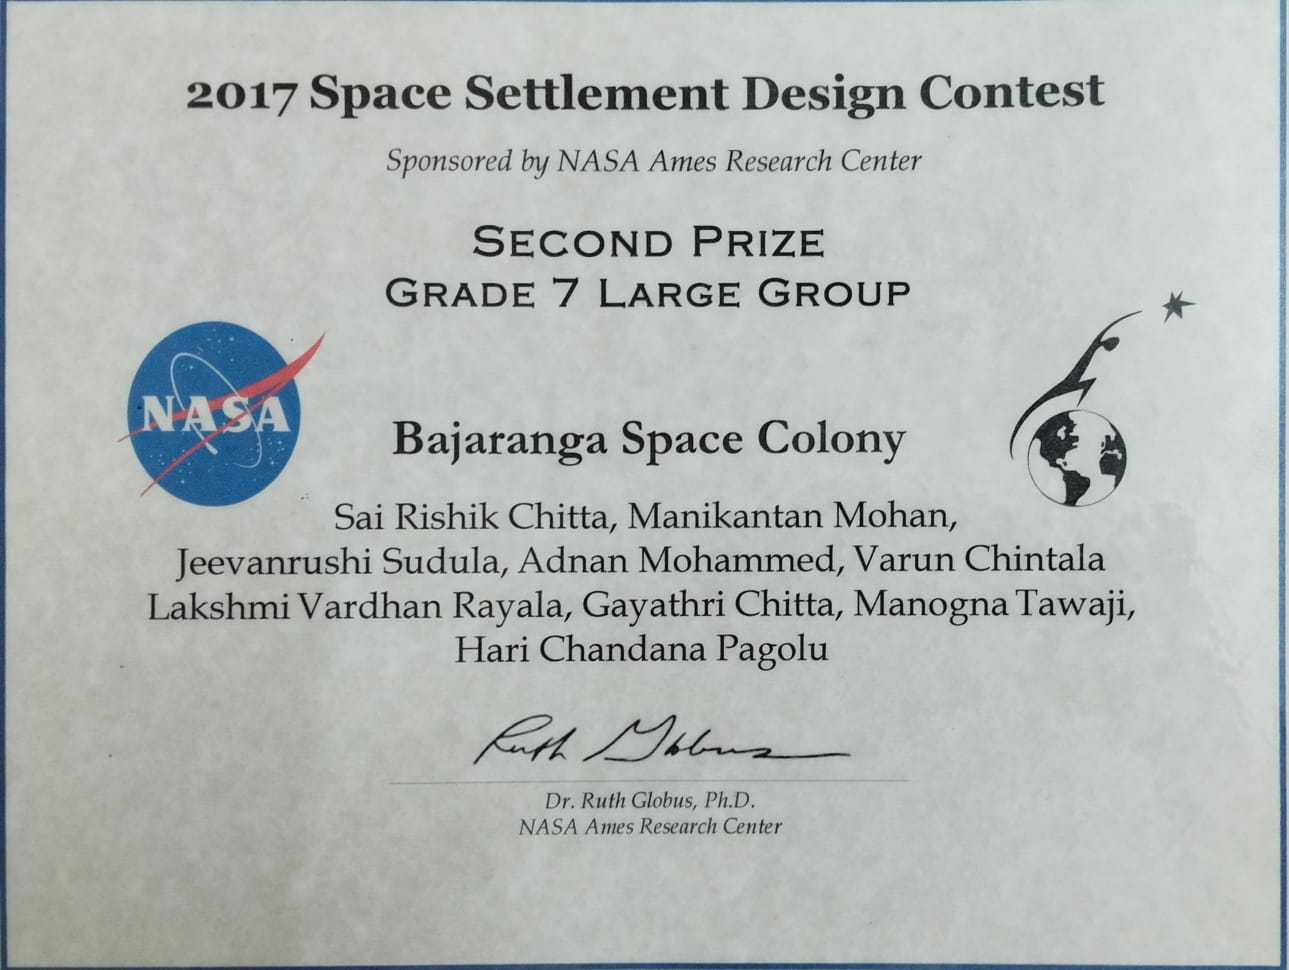 2017 Space Settlement Design Contest
Sponsored by NASA Ames Research Center
SECOND PRIZE
GRADE 7 LARGE GROUP
NASA
Bajaranga Space Colony
Sai Rishik Chitta, Manikantan Mohan,
Jeevanrushi Sudula, Adnan Mohammed, Varun Chintala
Lakshmi Vardhan Rayala, Gayathri Chitta, Manogna Tawaji,
Hari Chandana Pagolu
Ruth Globus
Dr. Ruth Globus, Ph.D.
NASA Ames Research Center